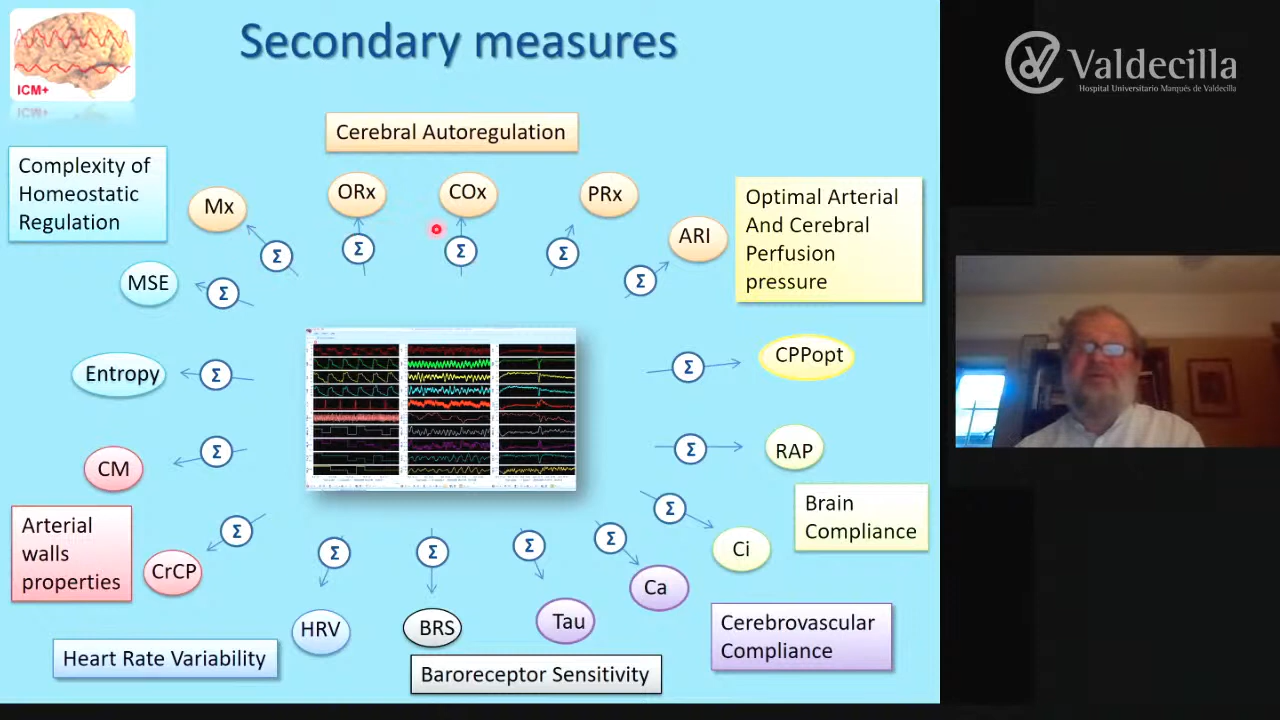 Secondary measures
ICM+
Valdecilla
Hospital Universitario Marqués de Valdecilla
Cerebral Autoregulation
Complexity of
Homeostatic
Regulation
Mx
ORx
COx
PRx
ARI
Optimal Arterial
And Cerebral
Perfusion
pressure
Σ
Σ
Σ
Σ
Σ
MSE
Σ
Entropy
Σ
Σ
CPPopt
CM
Σ
Σ
RAP
Arterial
walls
properties
CrCP
Σ
Σ
Ci
Brain
Compliance
Σ
Σ
Σ
Σ
HRV
BRS
Tau
Ca
Cerebrovascular
Compliance
Heart Rate Variability
Baroreceptor Sensitivity